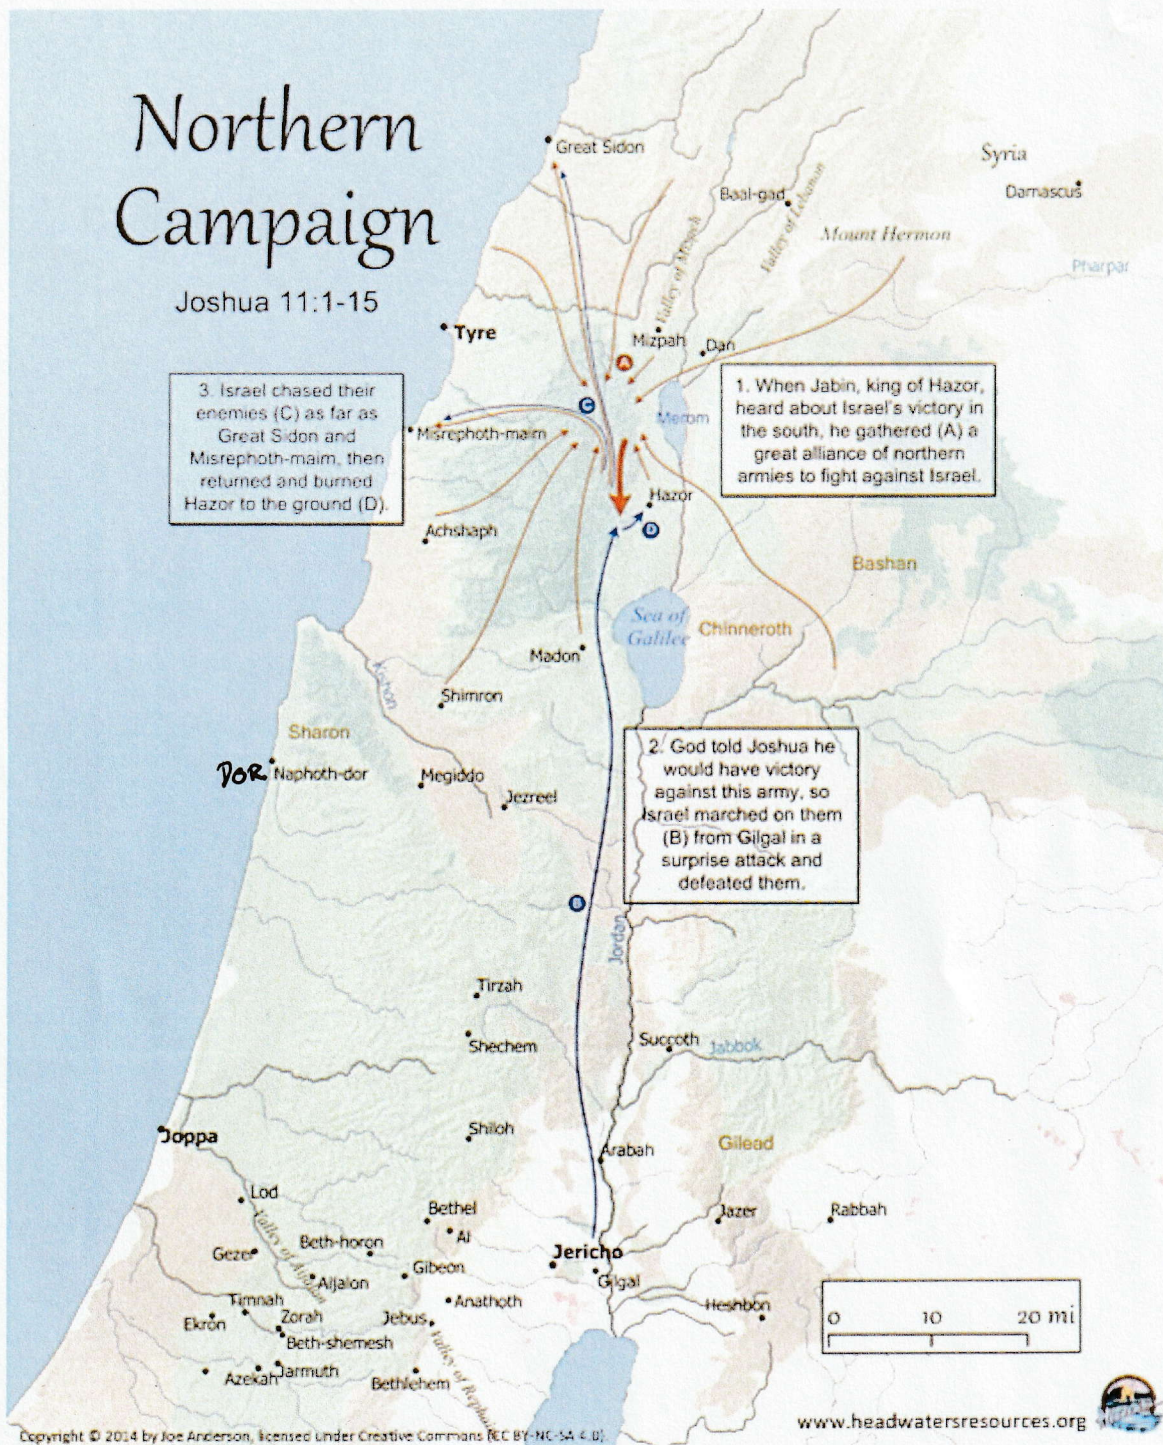 Northern
Campaign
Joshua 11:1-15
Great Sidon
Syria
Damascus
Baal-gad
Valley of Lebanon
Mount Hermon
Pharpar
Valley of Mizpah
Tyre
Mizpah
Dan
A
3. Israel chased their
enemies (C) as far as
Great Sidon and
Misrephoth-maim, then
returned and burned
Hazor to the ground (D).
1. When Jabin, king of Hazor,
heard about Israel's victory in
the south, he gathered (A) a
great alliance of northern
armies to fight against Israel.
C
Merom
Misrephoth-maim
Hazor
D
Achshaph
Bashan
Sea of
Galilee
Chinneroth
Madon
Kishon
Shimron
Sharon
DOR
Naphoth-dor
Megiddo
Jezreel
2. God told Joshua he
would have victory
against this army, so
Israel marched on them
(B) from Gilgal in a
surprise attack and
defeated them.
B
Jordan
Tirzah
Shechem
Succoth
Jabbok
Joppa
Shiloh
Arabah
Gilead
Lod
Valley of Aijalon
Bethel
Ai
Jazer
Rabbah
Gezer
Beth-horon
Gibeon
Jericho
Gilgal
Aijalon
Timnah
Anathoth
Heshbon
Ekron
Zorah
Jebus
Beth-shemesh
Valley of Rephaim
Azekah
Jarmuth
Bethlehem
0 10 20 mi
www.headwatersresources.org
Copyright © 2014 by Joe Anderson, licensed under Creative Commons (CC BY-NC-SA 4.0).